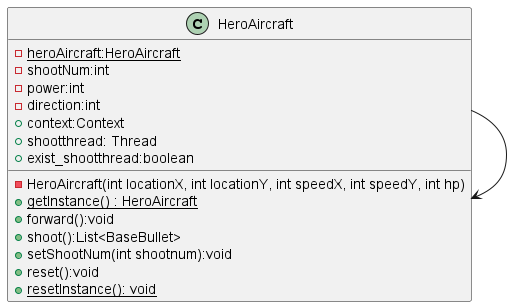 C HeroAircraft
heroAircraft:HeroAircraft
shootNum:int
power:int
direction:int
context:Context
shootthread: Thread
exist_shootthread:boolean
HeroAircraft(int locationX, int locationY, int speedX, int speedY, int hp)
getInstance() : HeroAircraft
forward():void
shoot():List<BaseBullet>
setShootNum(int shootnum):void
reset():void
resetInstance(): void